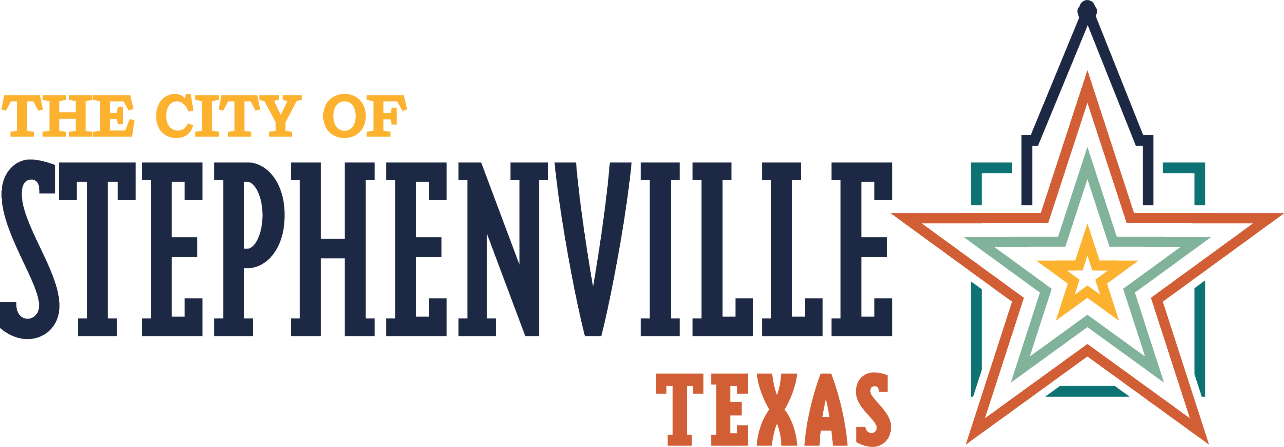 THE CITY OF
STEPHENVILLE
TEXAS